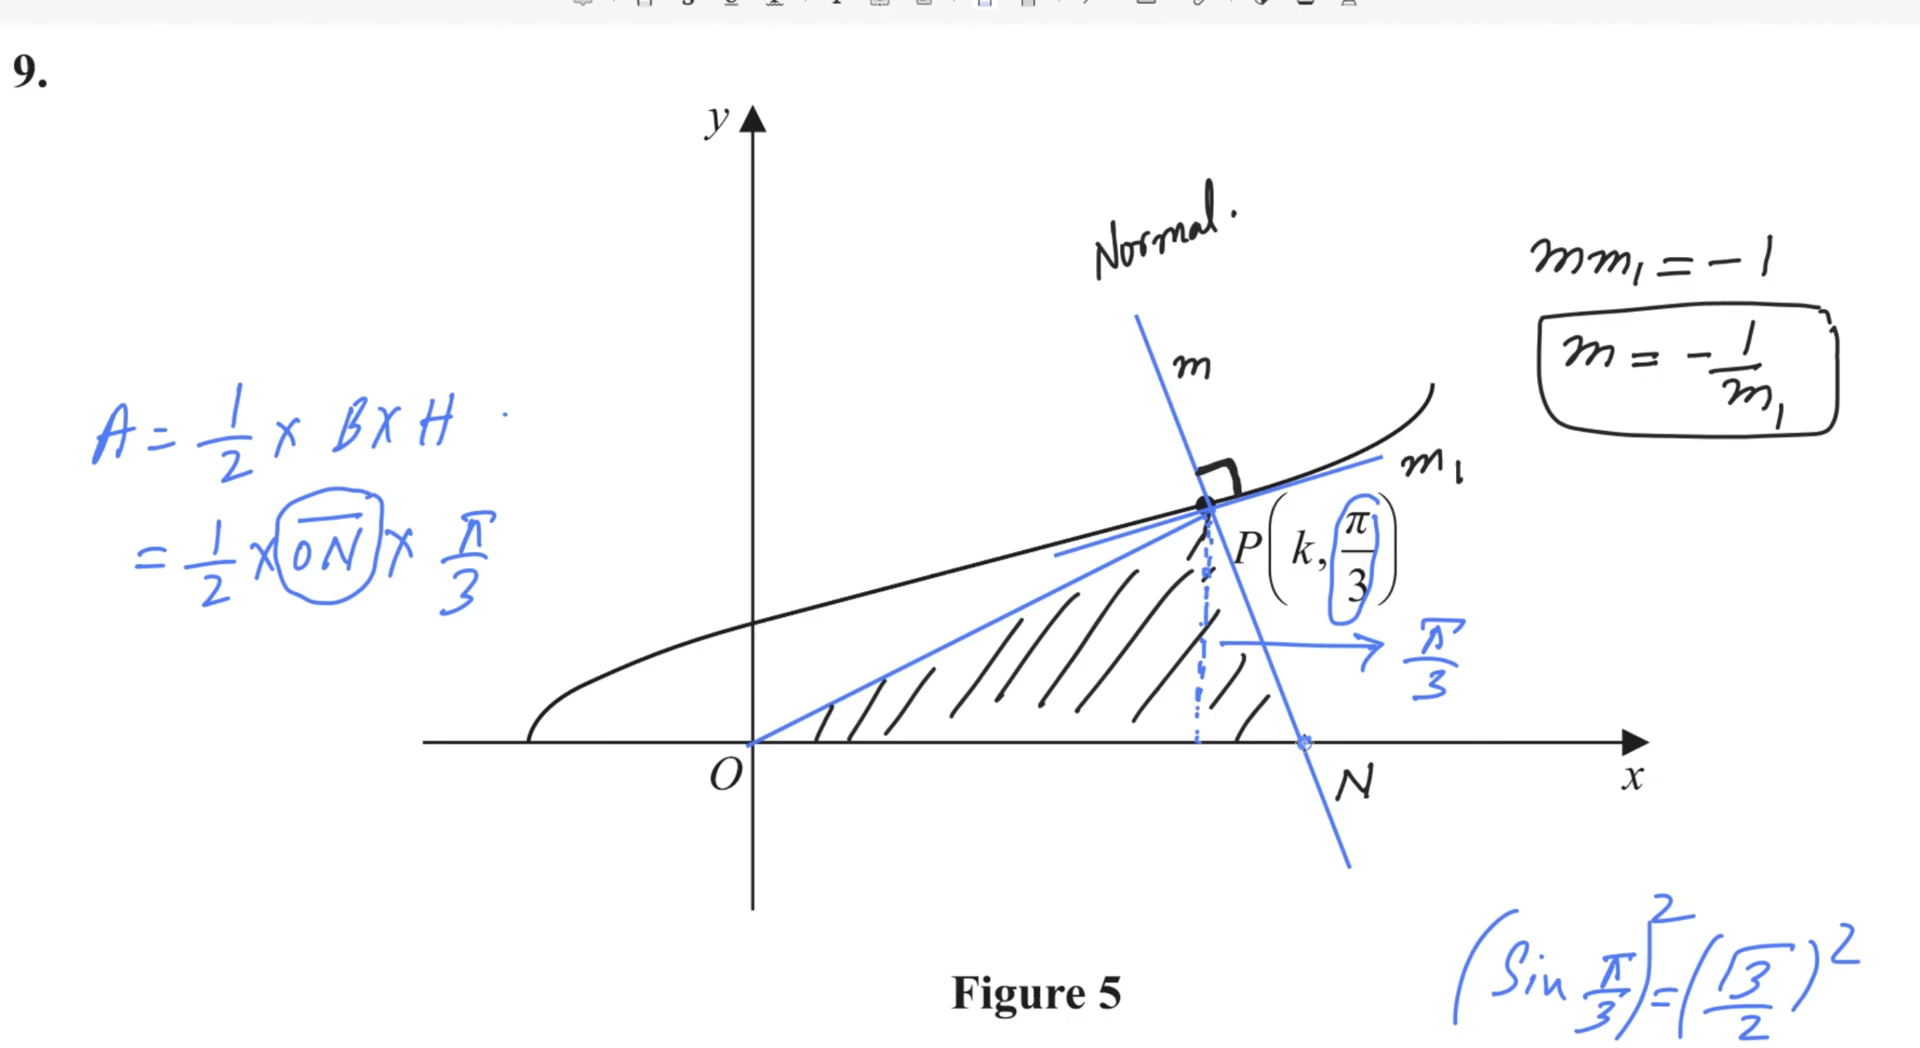 9.
y
Normal.
mm₁ = -1
m = -1/m₁
m
m₁
A = 1/2 × B × H
= 1/2 × ON × π/3
P(k, π/3)
π/3
O
N
x
Figure 5
(Sin π/3)² = (√3/2)²